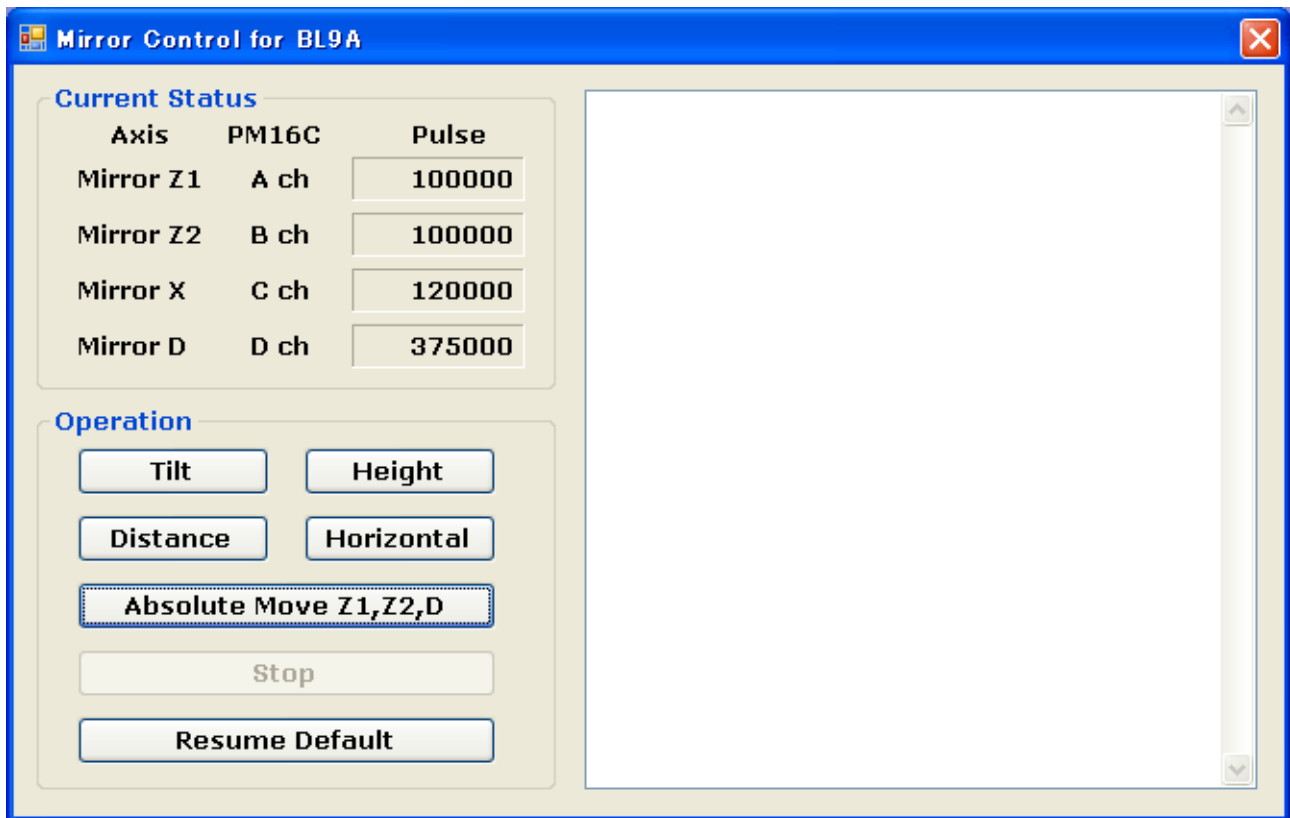 Mirror Control for BL9A
Current Status
Axis PM16C Pulse
Mirror Z1 A ch 100000
Mirror Z2 B ch 100000
Mirror X C ch 120000
Mirror D D ch 375000
Operation
Tilt Height
Distance Horizontal
Absolute Move Z1,Z2,D
Stop
Resume Default